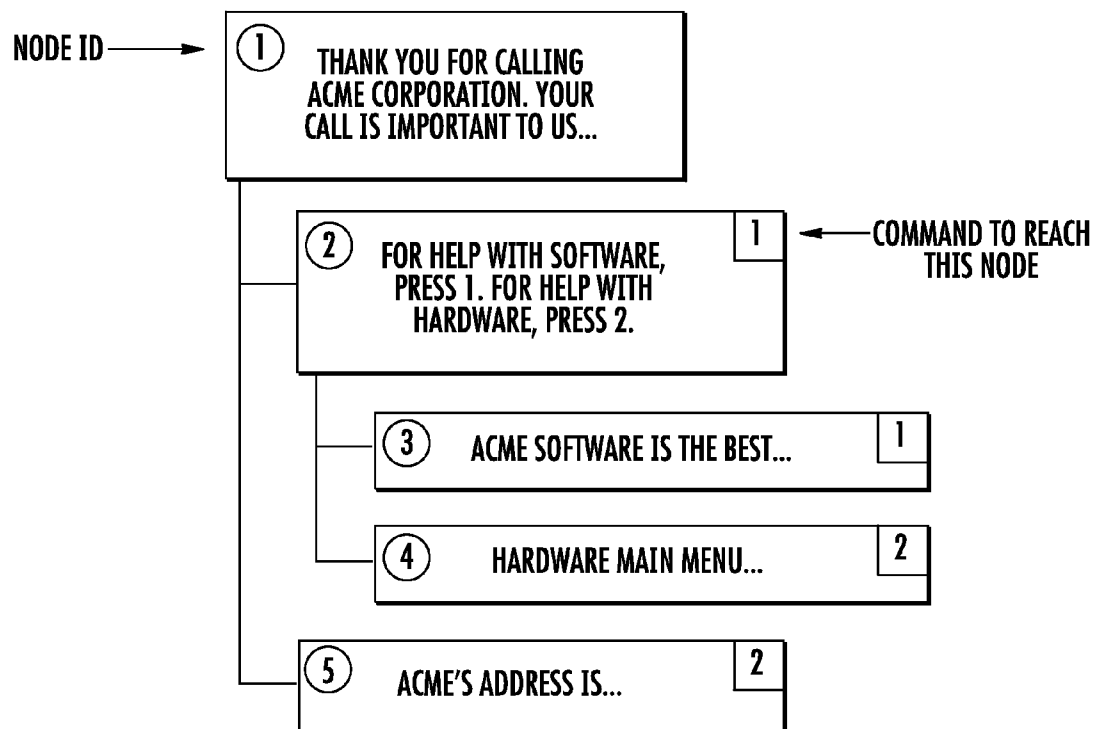 NODE ID
1
THANK YOU FOR CALLING
ACME CORPORATION. YOUR
CALL IS IMPORTANT TO US...
2
1
FOR HELP WITH SOFTWARE,
PRESS 1. FOR HELP WITH
HARDWARE, PRESS 2.
COMMAND TO REACH
THIS NODE
3
ACME SOFTWARE IS THE BEST...
1
4
HARDWARE MAIN MENU...
2
5
ACME'S ADDRESS IS...
2